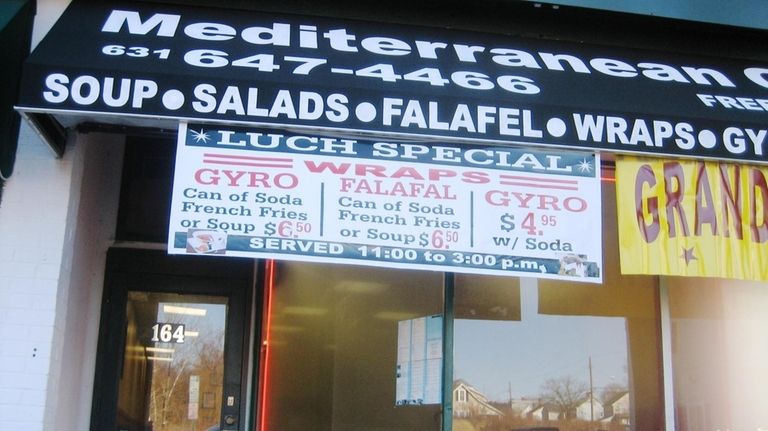 Mediterranean
631 647-4466
FREE
SOUP • SALADS • FALAFEL • WRAPS • GY
LUCH SPECIAL
WRAPS
GYRO
Can of Soda
French Fries
or Soup $6.50
FALAFAL
Can of Soda
French Fries
or Soup $6.50
GYRO
$4.95
w/ Soda
SERVED 11:00 to 3:00 p.m.
GRAND
164